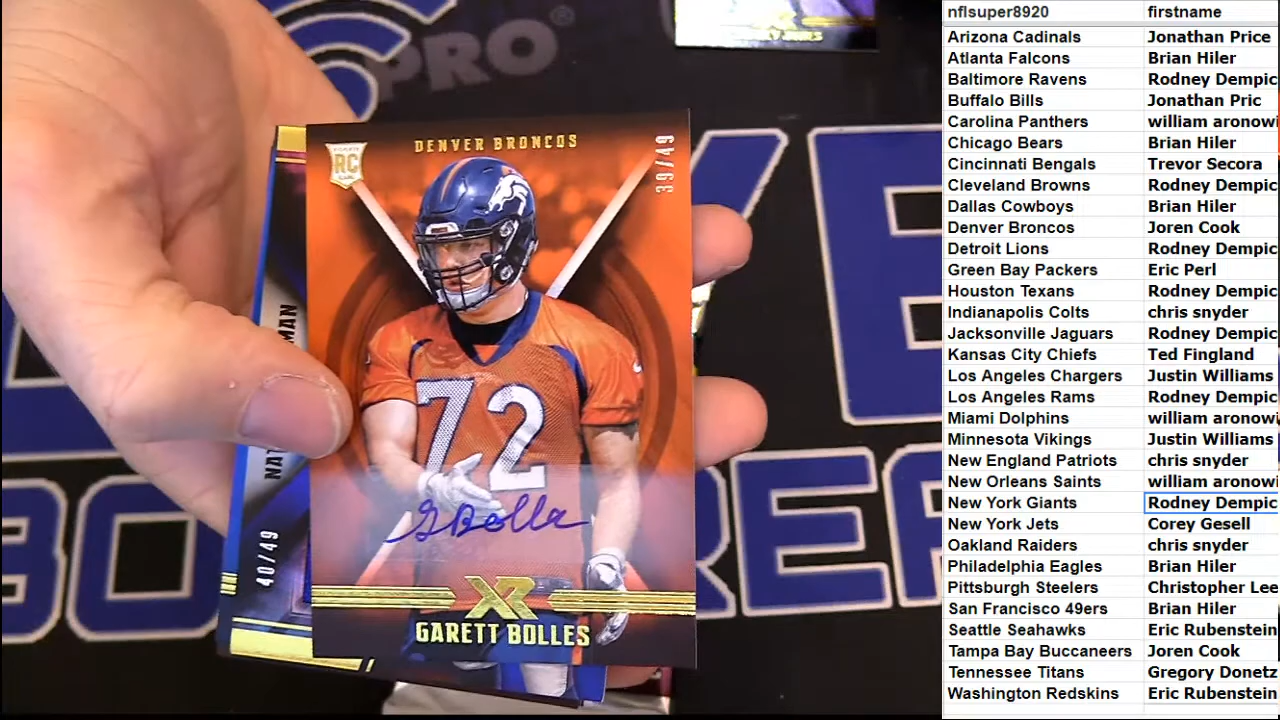 PRO®
DENVER BRONCOS
RC
39/49
72
G Bolles
XR
GARETT BOLLES
MAN
NAT
40/49
nflsuper8920 firstname
Arizona Cadinals Jonathan Price
Atlanta Falcons Brian Hiler
Baltimore Ravens Rodney Dempic
Buffalo Bills Jonathan Pric
Carolina Panthers william aronowi
Chicago Bears Brian Hiler
Cincinnati Bengals Trevor Secora
Cleveland Browns Rodney Dempic
Dallas Cowboys Brian Hiler
Denver Broncos Joren Cook
Detroit Lions Rodney Dempic
Green Bay Packers Eric Perl
Houston Texans Rodney Dempic
Indianapolis Colts chris snyder
Jacksonville Jaguars Rodney Dempic
Kansas City Chiefs Ted Fingland
Los Angeles Chargers Justin Williams
Los Angeles Rams Rodney Dempic
Miami Dolphins william aronowi
Minnesota Vikings Justin Williams
New England Patriots chris snyder
New Orleans Saints william aronowi
New York Giants Rodney Dempic
New York Jets Corey Gesell
Oakland Raiders chris snyder
Philadelphia Eagles Brian Hiler
Pittsburgh Steelers Christopher Lee
San Francisco 49ers Brian Hiler
Seattle Seahawks Eric Rubenstein
Tampa Bay Buccaneers Joren Cook
Tennessee Titans Gregory Donetz
Washington Redskins Eric Rubenstein